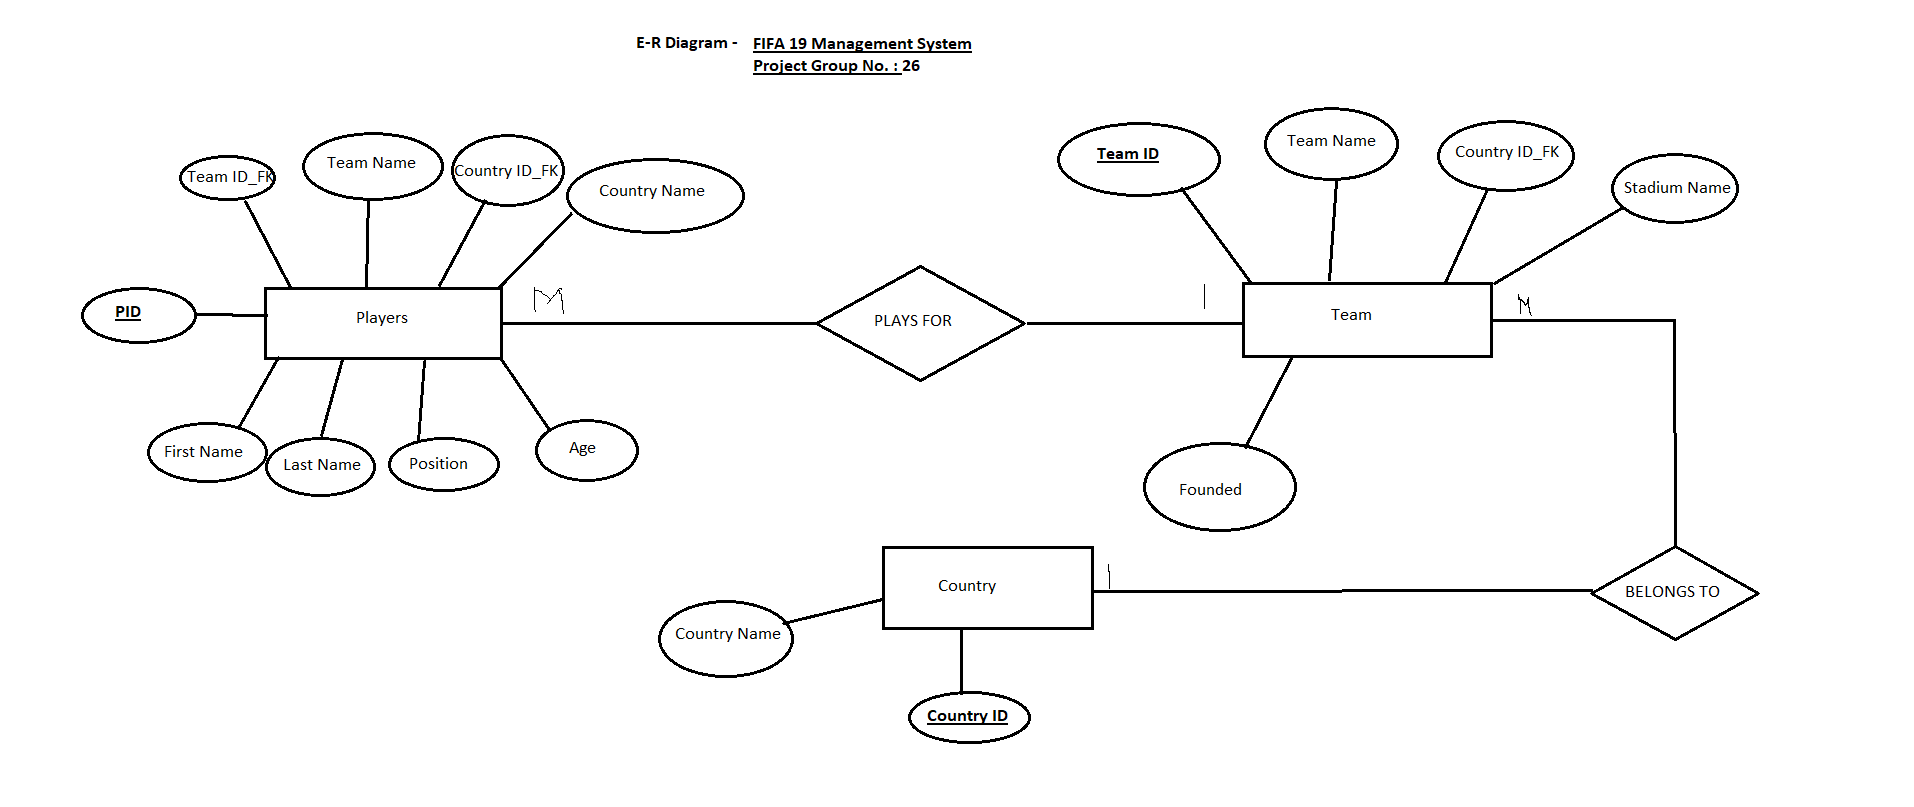 E-R Diagram - FIFA 19 Management System
Project Group No. : 26
Team ID_FK
Team Name
Country ID_FK
Country Name
PID
Players
First Name
Last Name
Position
Age
M
PLAYS FOR
1
Team ID
Team Name
Country ID_FK
Stadium Name
Team
M
Founded
Country
1
BELONGS TO
Country Name
Country ID